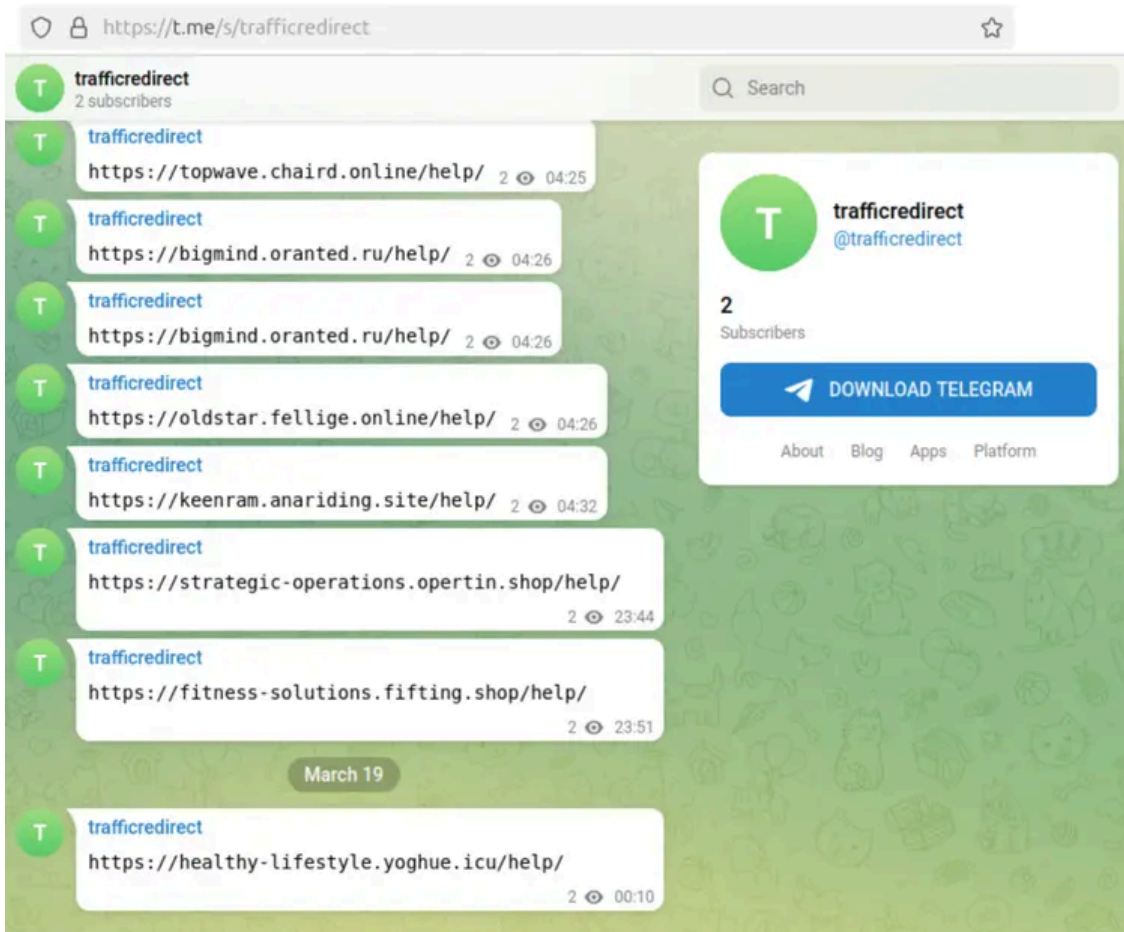 https://t.me/s/trafficredirect
T
trafficredirect
2 subscribers
Search
T
trafficredirect
https://topwave.chaird.online/help/ 2 04:25
T
trafficredirect
https://bigmind.oranted.ru/help/ 2 04:26
T
trafficredirect
https://bigmind.oranted.ru/help/ 2 04:26
T
trafficredirect
https://oldstar.fellige.online/help/ 2 04:26
T
trafficredirect
https://keenram.anariding.site/help/ 2 04:32
T
trafficredirect
https://strategic-operations.opertin.shop/help/
2 23:44
T
trafficredirect
https://fitness-solutions.fifting.shop/help/
2 23:51
March 19
T
trafficredirect
https://healthy-lifestyle.yoghue.icu/help/
2 00:10
T
trafficredirect
@trafficredirect
2
Subscribers
DOWNLOAD TELEGRAM
About Blog Apps Platform